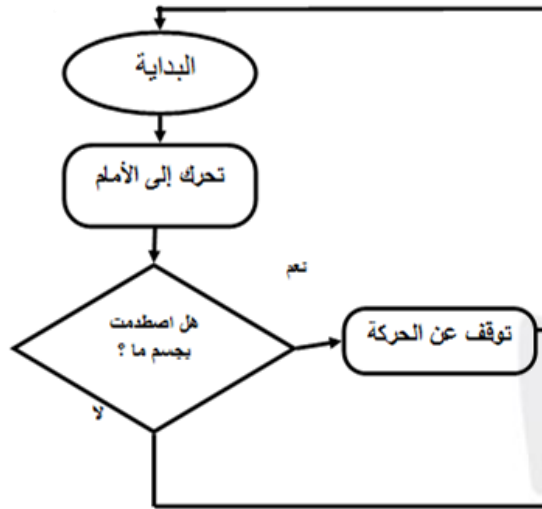 البداية
تحرك إلى الأمام
نعم
هل اصطدمت
بجسم ما ؟
توقف عن الحركة
لا